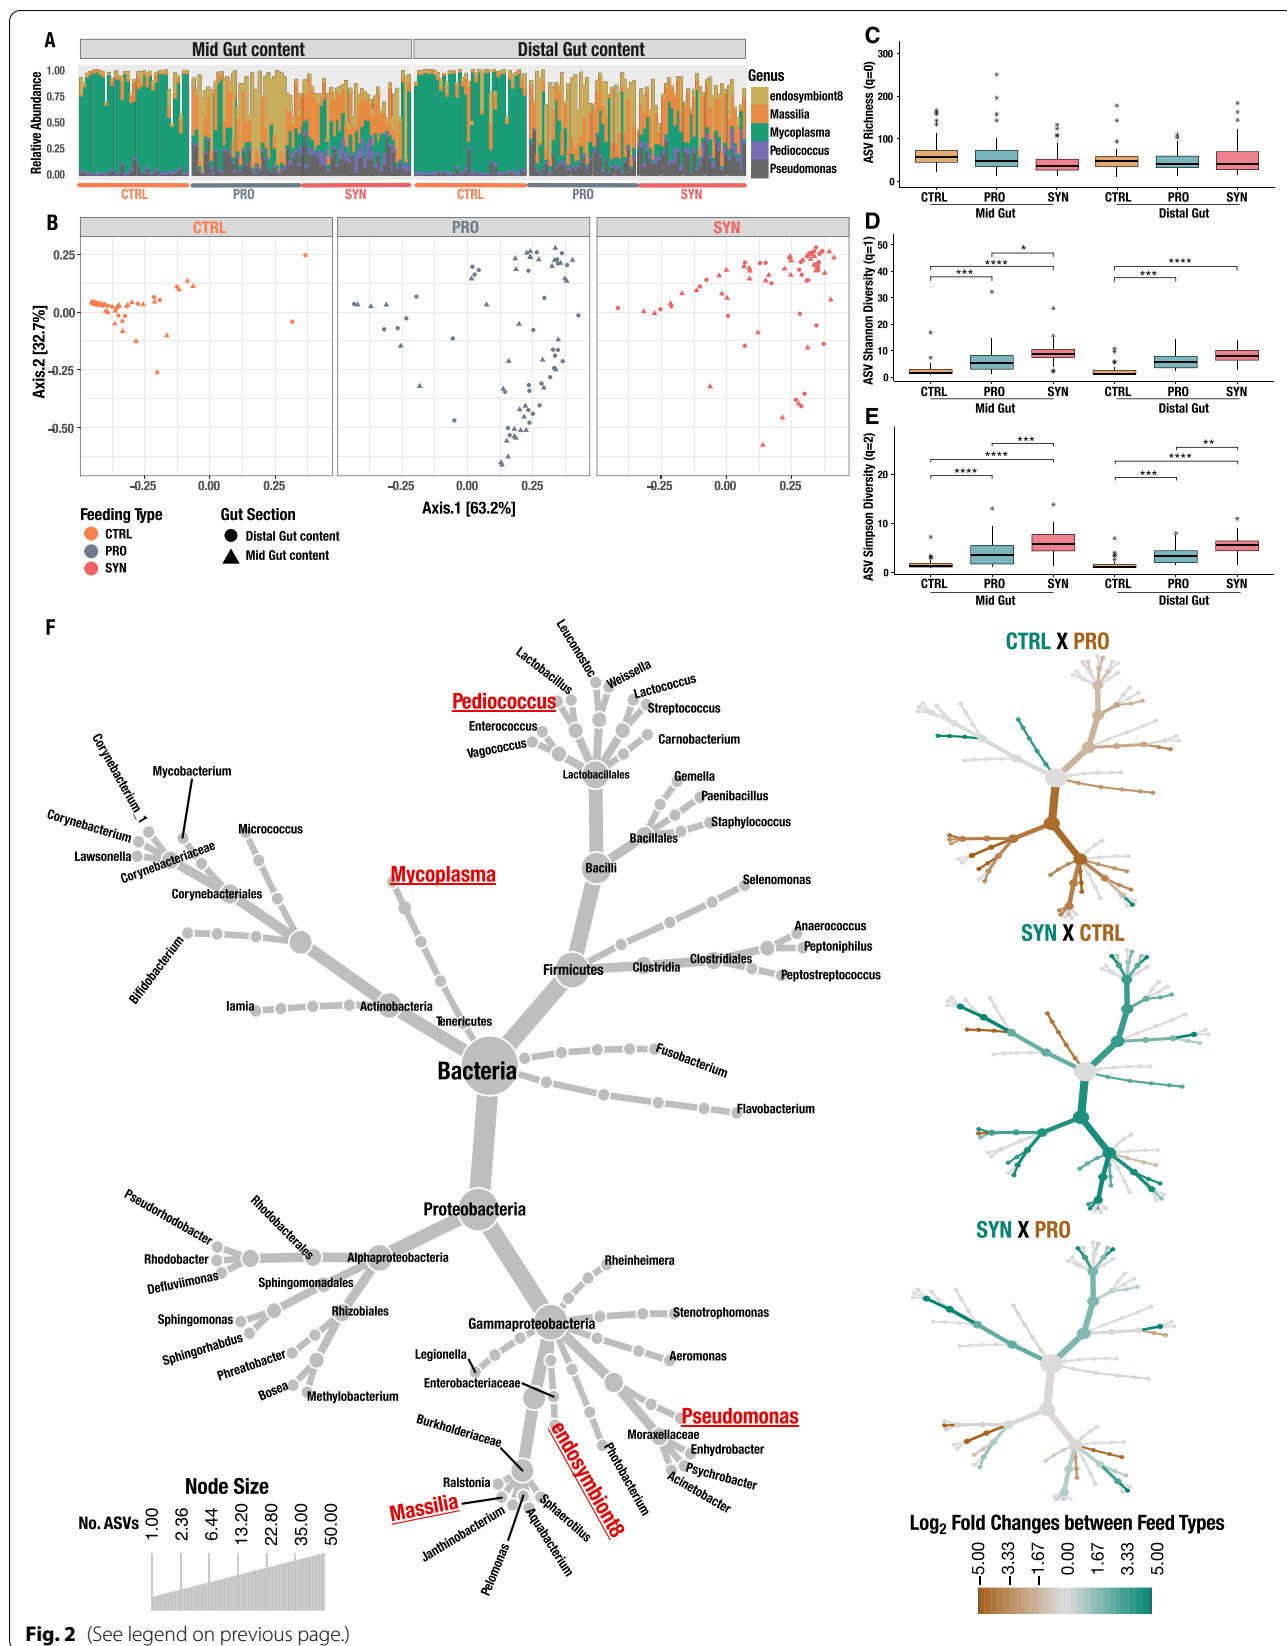 A
Mid Gut content
Distal Gut content
Relative Abundance
1.00
0.75
0.50
0.25
0.00
CTRL
PRO
SYN
CTRL
PRO
SYN
Genus
endosymbiont8
Massilia
Mycoplasma
Pediococcus
Pseudomonas
B
CTRL
PRO
SYN
Axis.2 [32.7%]
0.25
0.00
−0.25
−0.50
−0.25
0.00
0.25
−0.25
0.00
0.25
−0.25
0.00
0.25
Axis.1 [63.2%]
Feeding Type
CTRL
PRO
SYN
Gut Section
Distal Gut content
Mid Gut content
C
ASV Richness (q=0)
300
200
100
0
CTRL
PRO
SYN
CTRL
PRO
SYN
Mid Gut
Distal Gut
D
ASV Shannon Diversity (q=1)
50
40
30
20
10
0
*
****
***
****
***
CTRL
PRO
SYN
CTRL
PRO
SYN
Mid Gut
Distal Gut
E
ASV Simpson Diversity (q=2)
20
10
0
***
****
****
**
****
***
CTRL
PRO
SYN
CTRL
PRO
SYN
Mid Gut
Distal Gut
F
Leuconostoc
Lactobacillus
Weissella
Pediococcus
Lactococcus
Streptococcus
Enterococcus
Vagococcus
Carnobacterium
Lactobacillales
Gemella
Paenibacillus
Staphylococcus
Bacillales
Bacilli
Corynebacterium_1
Mycobacterium
Corynebacterium
Micrococcus
Lawsonella
Corynebacteriaceae
Corynebacteriales
Mycoplasma
Selenomonas
Anaerococcus
Peptoniphilus
Clostridiales
Clostridia
Firmicutes
Peptostreptococcus
Bifidobacterium
Iamia
Actinobacteria
Tenericutes
Bacteria
Fusobacterium
Flavobacterium
Proteobacteria
Pseudorhodobacter
Rhodobacterales
Rhodobacter
Alphaproteobacteria
Defluviimonas
Sphingomonadales
Sphingomonas
Rhizobiales
Sphingorhabdus
Phreatobacter
Bosea
Methylobacterium
Rheinheimera
Stenotrophomonas
Gammaproteobacteria
Legionella
Aeromonas
Enterobacteriaceae
Pseudomonas
Burkholderiaceae
endosymbiont8
Moraxellaceae
Enhydrobacter
Psychrobacter
Acinetobacter
Photobacterium
Ralstonia
Massilia
Sphaerotilus
Janthinobacterium
Aquabacterium
Pelomonas
Node Size
No. ASVs
1.00
2.36
6.44
13.20
22.80
35.00
50.00
CTRL X PRO
SYN X CTRL
SYN X PRO
Log2 Fold Changes between Feed Types
−5.00
−3.33
−1.67
0.00
1.67
3.33
5.00
Fig. 2 (See legend on previous page.)